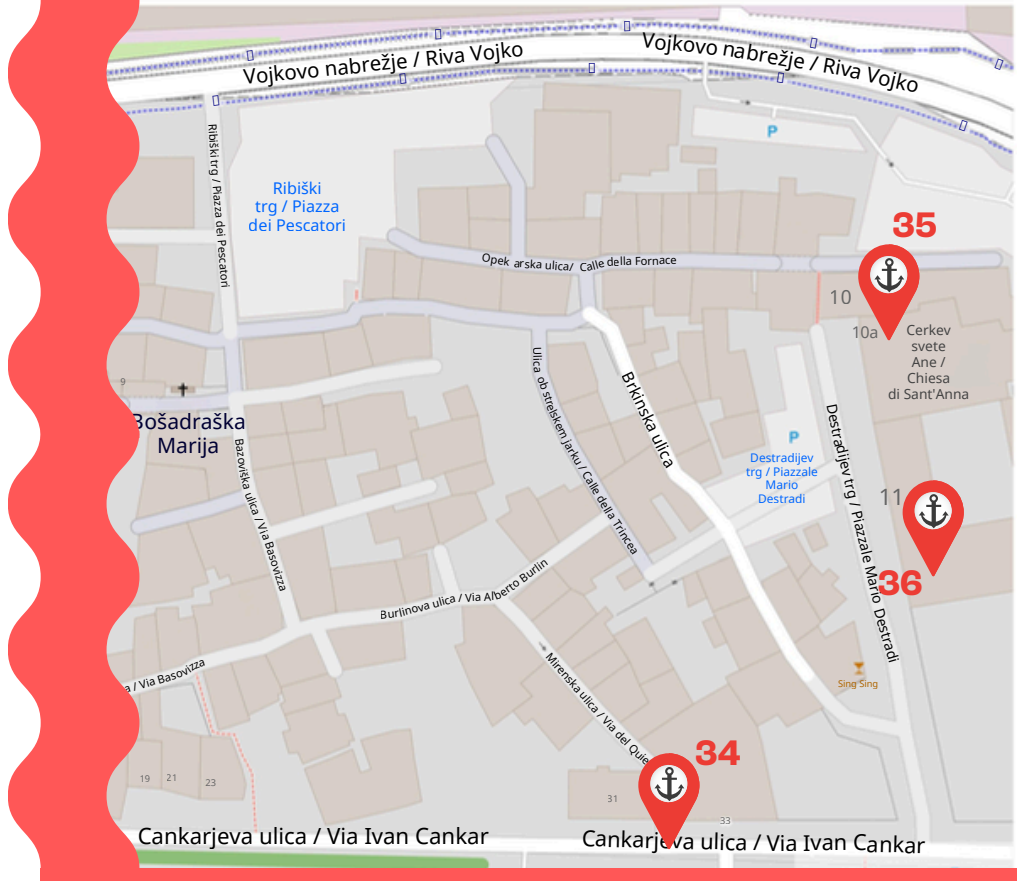 Vojkovo nabrežje / Riva Vojko
Vojkovo nabrežje / Riva Vojko
P
Ribiški trg / Piazza dei Pescatori
Ribiški
trg / Piazza
dei Pescatori
35
Opek arska ulica/ Calle della Fornace
10
10a
Cerkev
svete
Ane /
Chiesa
di Sant'Anna
9
Bošadraška
Marija
Ulica ob strelskem jarku / Calle della Trincea
Brkinska ulica
P
Destradijev
trg / Piazzale
Mario
Destradi
Destradijev trg / Piazzale Mario Destradi
11
36
Bazoviška ulica / Via Basovizza
Burlinova ulica / Via Alberto Burlin
a / Via Basovizza
Mirenska ulica / Via del Quie
Sing Sing
34
19
21
23
31
33
Cankarjeva ulica / Via Ivan Cankar
Cankarjeva ulica / Via Ivan Cankar